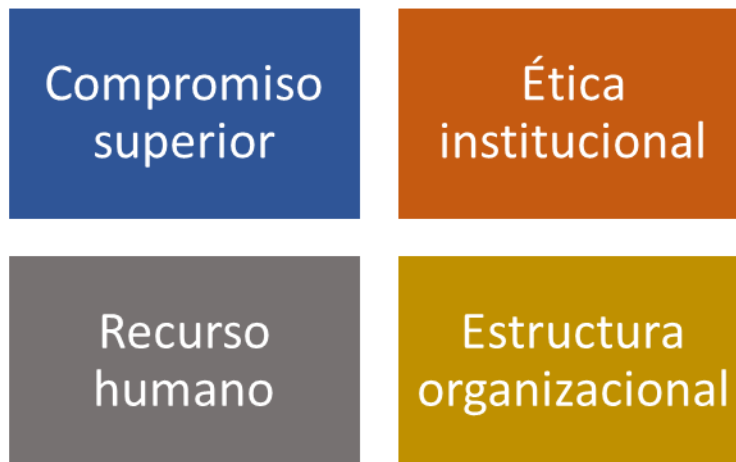 Compromiso
superior
Ética
institucional
Recurso
humano
Estructura
organizacional